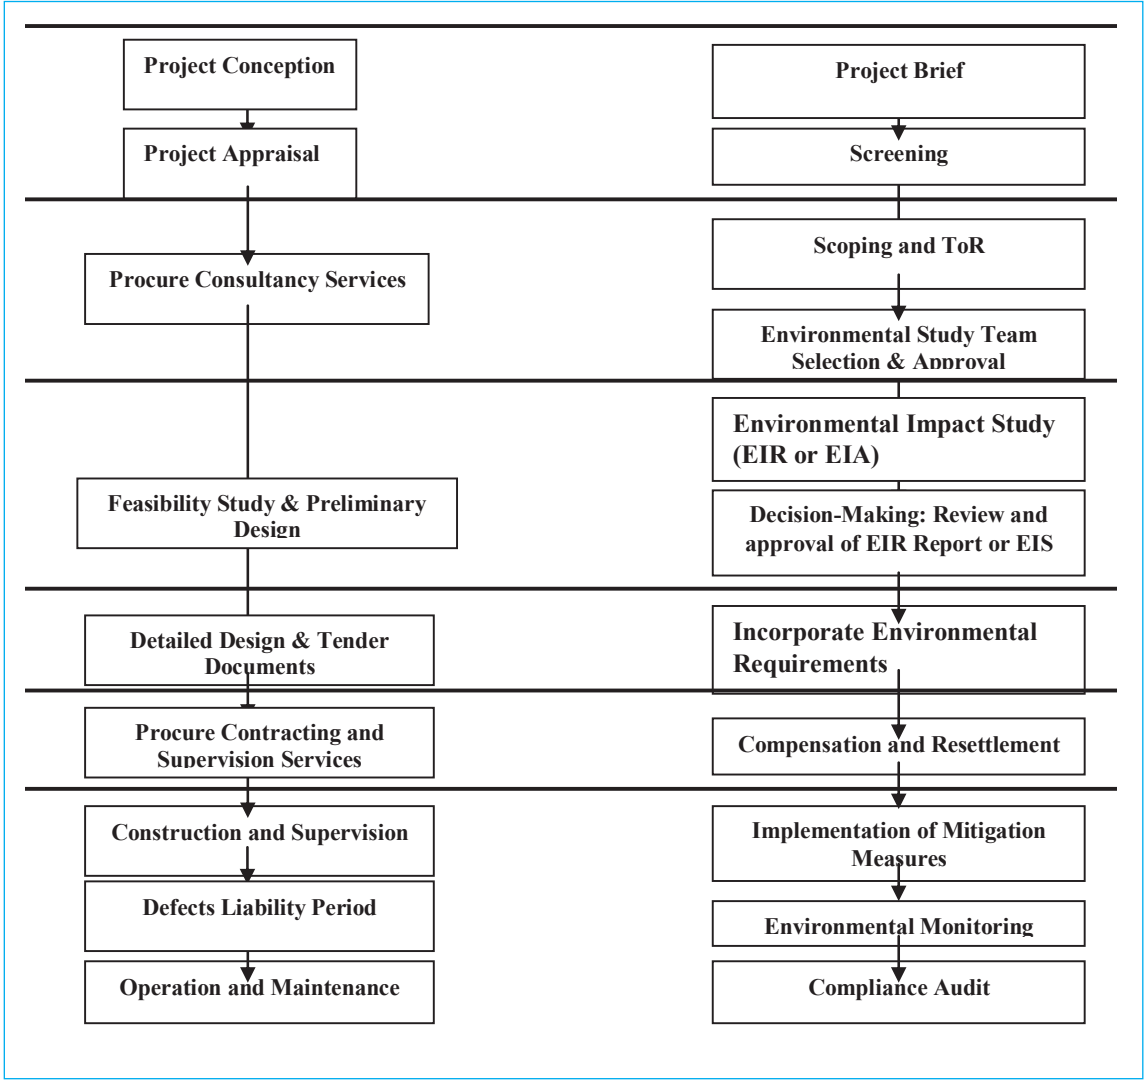 Project Conception
Project Brief
Project Appraisal
Screening
Scoping and ToR
Procure Consultancy Services
Environmental Study Team
Selection & Approval
Environmental Impact Study
(EIR or EIA)
Feasibility Study & Preliminary
Design
Decision-Making: Review and
approval of EIR Report or EIS
Detailed Design & Tender
Documents
Incorporate Environmental
Requirements
Procure Contracting and
Supervision Services
Compensation and Resettlement
Construction and Supervision
Implementation of Mitigation
Measures
Defects Liability Period
Environmental Monitoring
Operation and Maintenance
Compliance Audit